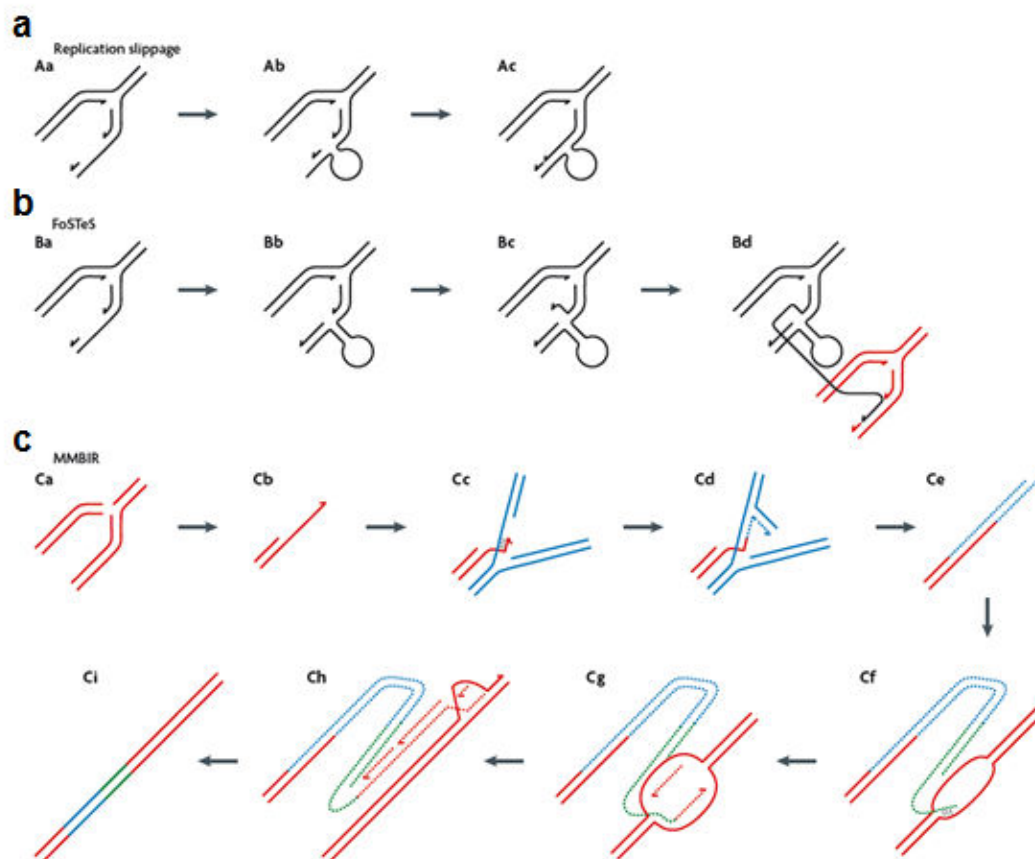 a
Replication slippage
Aa Ab Ac
b
FoSTeS
Ba Bb Bc Bd
c
MMBIR
Ca Cb Cc Cd Ce
Ci Ch Cg Cf